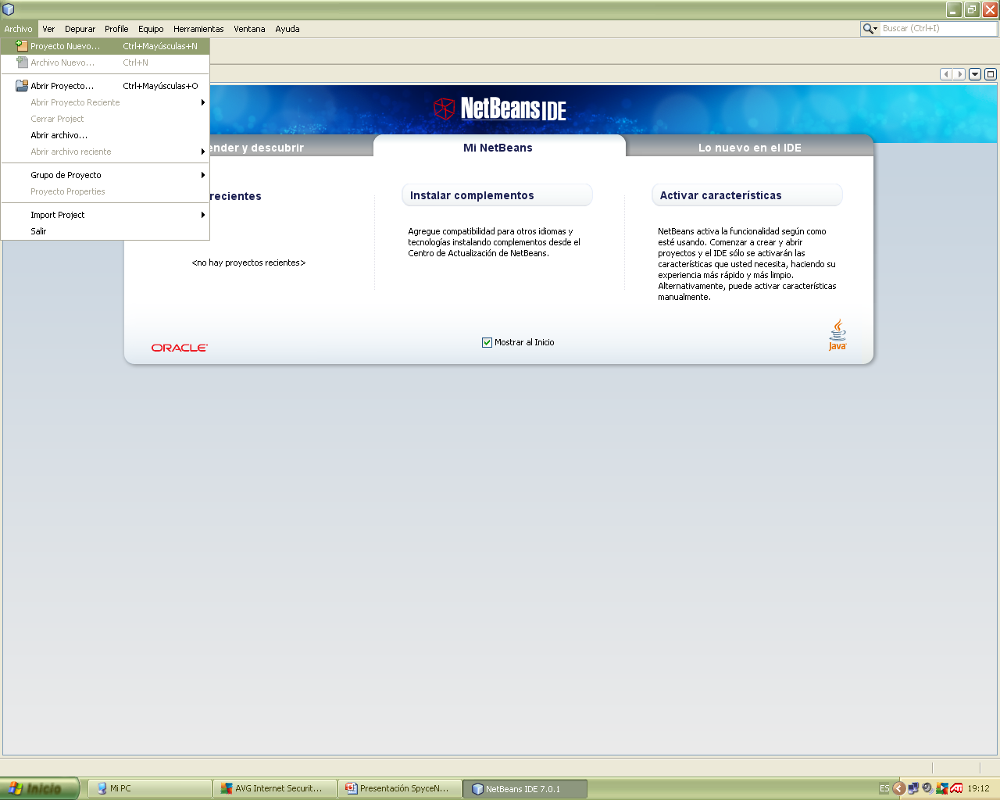 Archivo Ver Depurar Profile Equipo Herramientas Ventana Ayuda
Buscar (Ctrl+I)
Proyecto Nuevo... Ctrl+Mayúsculas+N
Archivo Nuevo... Ctrl+N
Abrir Proyecto... Ctrl+Mayúsculas+O
Abrir Proyecto Reciente
Cerrar Project
Abrir archivo...
Abrir archivo reciente
Grupo de Proyecto
Proyecto Properties
Import Project
Salir
NetBeans IDE
ender y descubrir
Mi NetBeans
Lo nuevo en el IDE
recientes
<no hay proyectos recientes>
Instalar complementos
Agregue compatibilidad para otros idiomas y
tecnologías instalando complementos desde el
Centro de Actualización de NetBeans.
Activar características
NetBeans activa la funcionalidad según como
esté usando. Comenzar a crear y abrir
proyectos y el IDE sólo se activarán las
características que usted necesita, haciendo su
experiencia más rápido y más limpio.
Alternativamente, puede activar características
manualmente.
ORACLE
Mostrar al Inicio
Java
Inicio
Mi PC
AVG Internet Securit...
Presentación SpyceN...
NetBeans IDE 7.0.1
ES
19:12